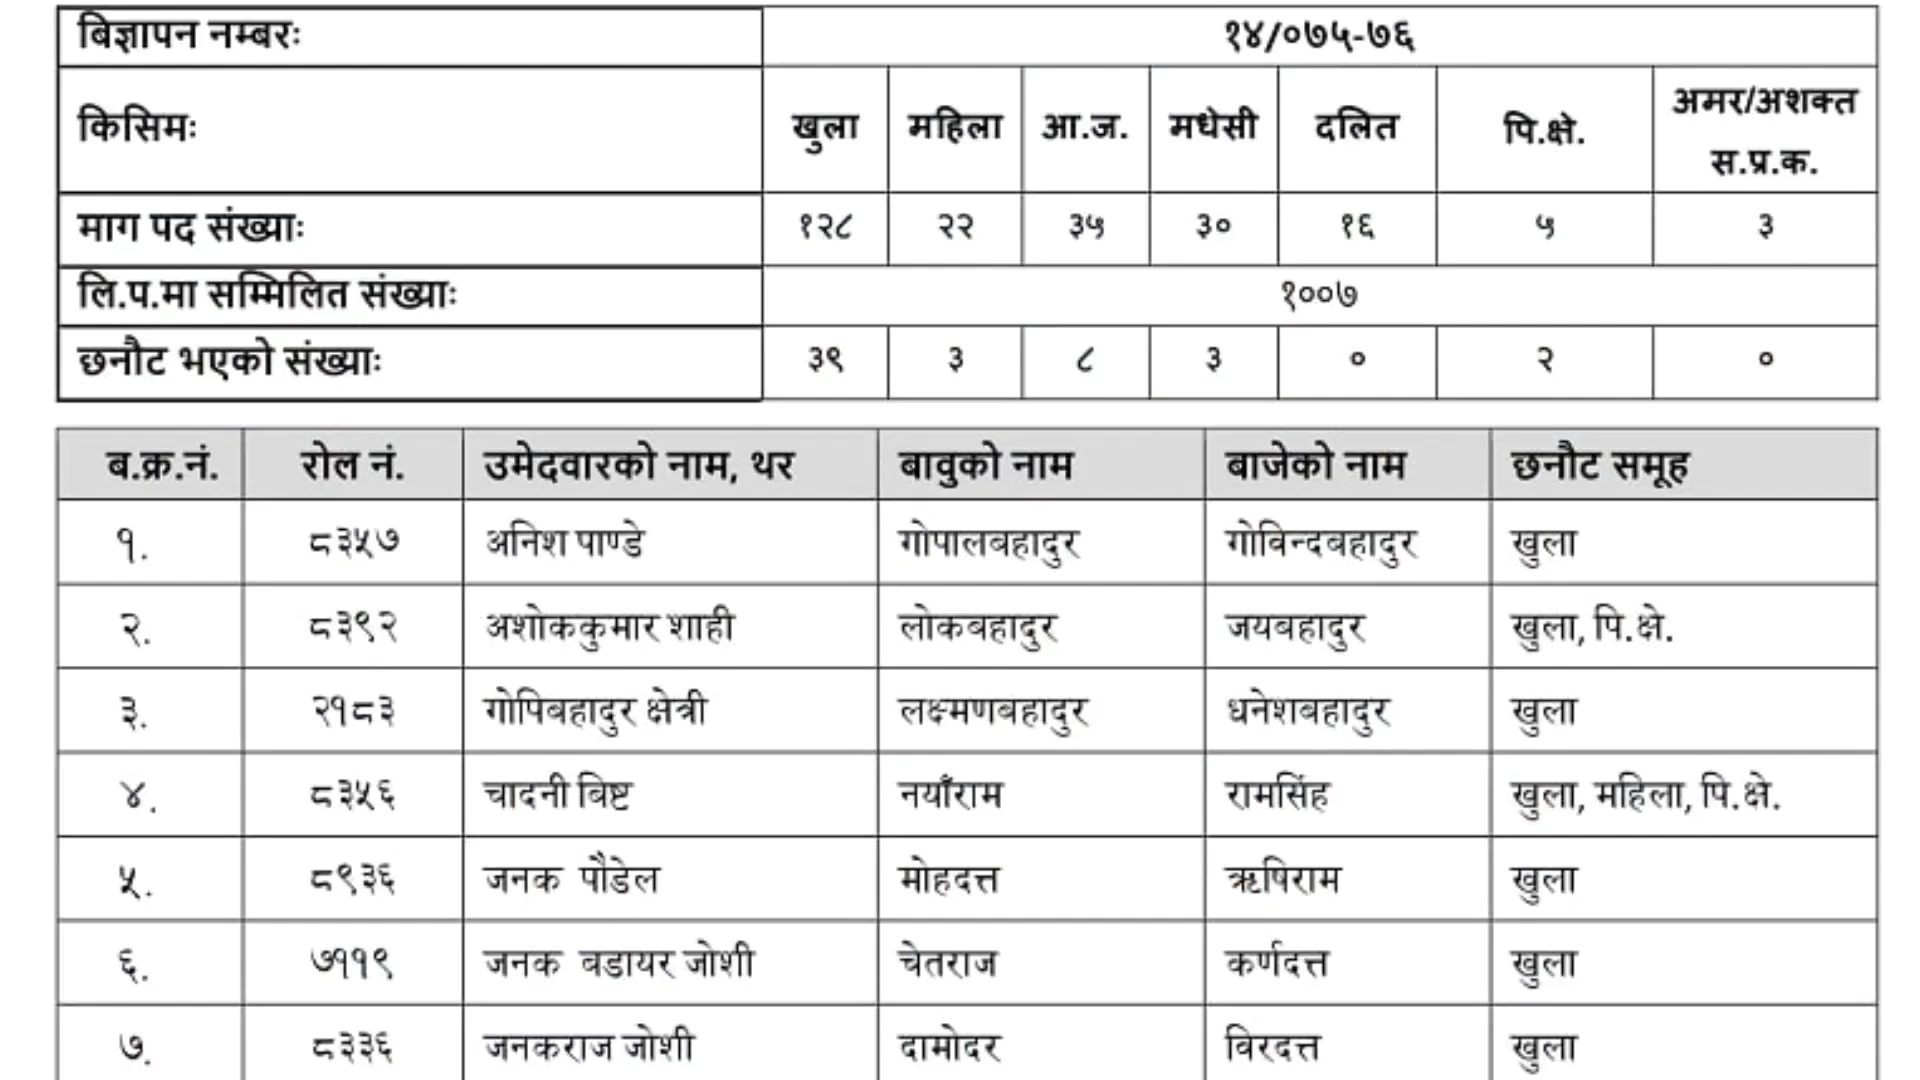 बिज्ञापन नम्बरः १४/०७५-७६
किसिमः खुला महिला आ.ज. मधेसी दलित पि.क्षे. अमर/अशक्त स.प्र.क.
माग पद संख्याः १२८ २२ ३५ ३० १६ ५ ३
लि.प.मा सम्मिलित संख्याः १००७
छनौट भएको संख्याः ३९ ३ ८ ३ ० २ ०
ब.क्र.नं. रोल नं. उमेदवारको नाम, थर बावुको नाम बाजेको नाम छनौट समूह
१. ८३५७ अनिश पाण्डे गोपालबहादुर गोविन्दबहादुर खुला
२. ८३९२ अशोककुमार शाही लोकबहादुर जयबहादुर खुला, पि.क्षे.
३. २१८३ गोपिबहादुर क्षेत्री लक्ष्मणबहादुर धनेशबहादुर खुला
४. ८३५६ चादनी बिष्ट नयाँराम रामसिंह खुला, महिला, पि.क्षे.
५. ८९३६ जनक पौडेल मोहदत्त ऋषिराम खुला
६. ७११९ जनक बडायर जोशी चेतराज कर्णदत्त खुला
७. ८३३६ जनकराज जोशी दामोदर विरदत्त खुला